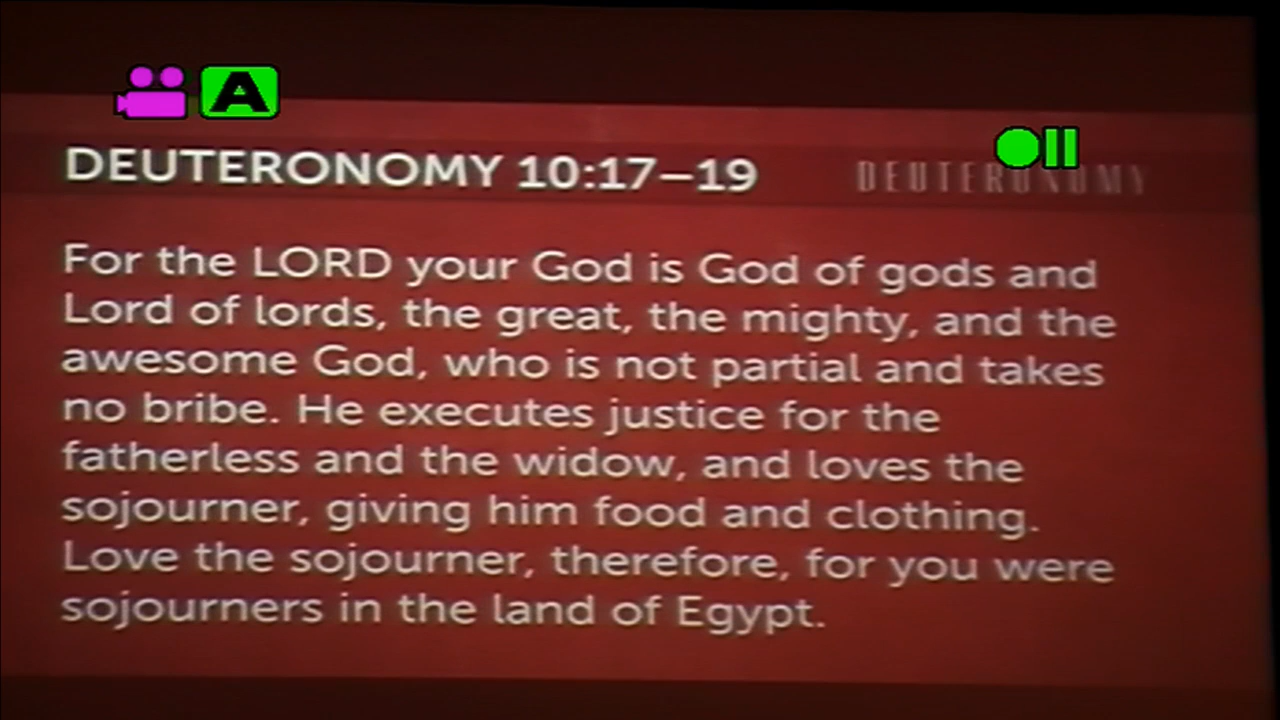 A
DEUTERONOMY 10:17–19
DEUTERONOMY
For the LORD your God is God of gods and
Lord of lords, the great, the mighty, and the
awesome God, who is not partial and takes
no bribe. He executes justice for the
fatherless and the widow, and loves the
sojourner, giving him food and clothing.
Love the sojourner, therefore, for you were
sojourners in the land of Egypt.